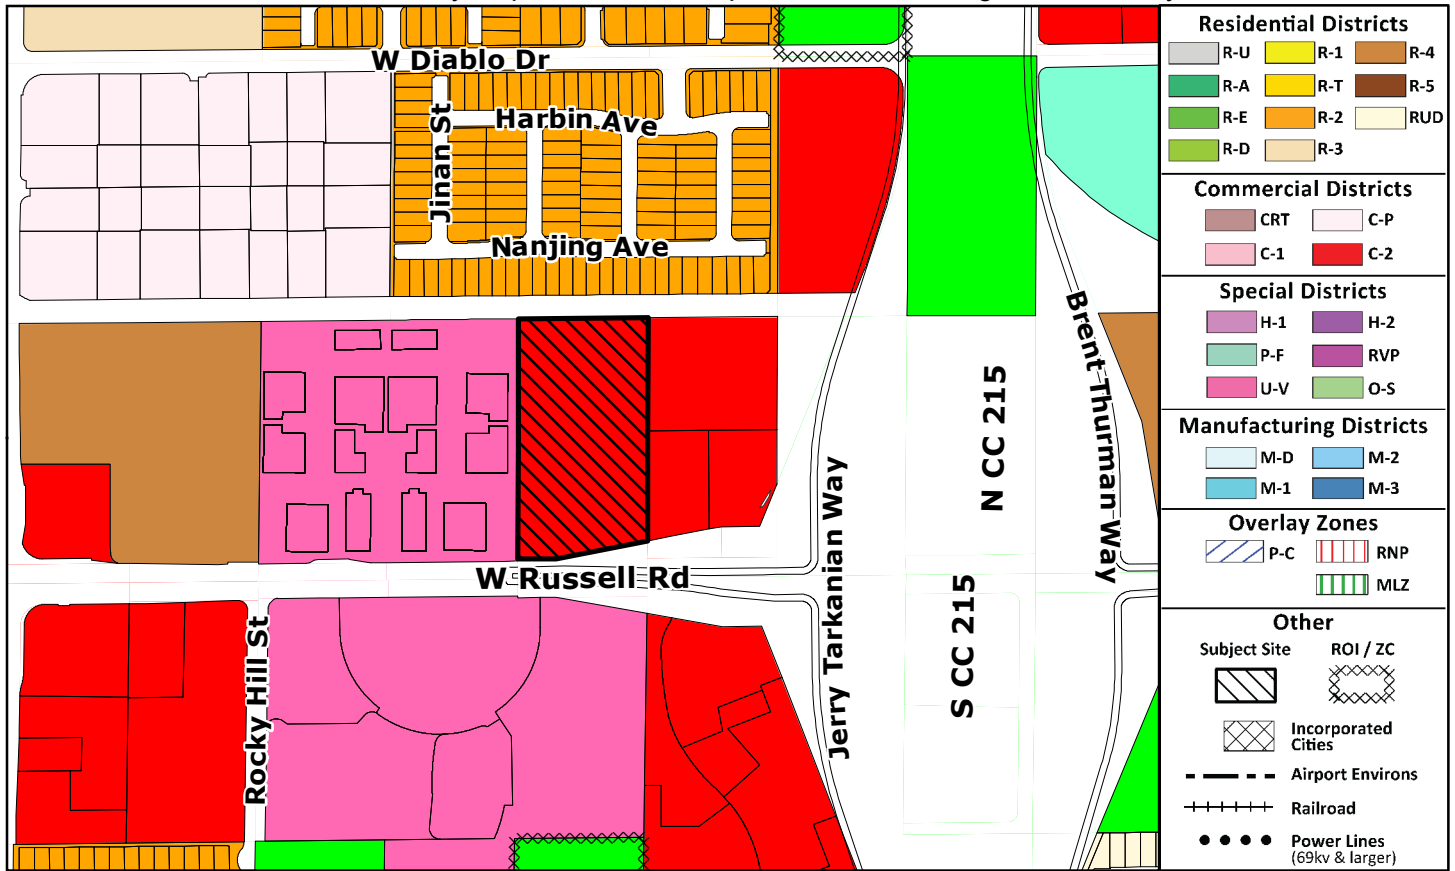 W Diablo Dr
Jinan St
Harbin Ave
Nanjing Ave
Brent Thurman Way
N CC 215
Jerry Tarkanian Way
W Russell Rd
S CC 215
Rocky Hill St
Residential Districts
R-U R-1 R-4
R-A R-T R-5
R-E R-2 RUD
R-D R-3
Commercial Districts
CRT C-P
C-1 C-2
Special Districts
H-1 H-2
P-F RVP
U-V O-S
Manufacturing Districts
M-D M-2
M-1 M-3
Overlay Zones
P-C RNP
MLZ
Other
Subject Site ROI / ZC
Incorporated
Cities
Airport Environs
Railroad
Power Lines
(69kv & larger)